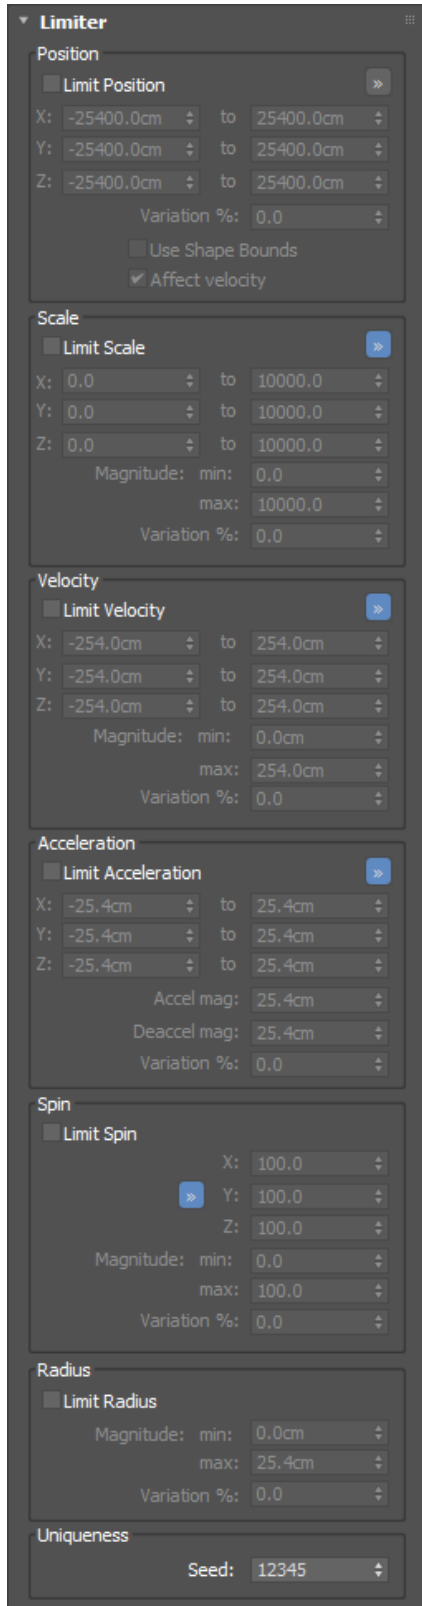 Limiter
Position
Limit Position »
X: -25400.0cm to 25400.0cm
Y: -25400.0cm to 25400.0cm
Z: -25400.0cm to 25400.0cm
Variation %: 0.0
Use Shape Bounds
Affect velocity
Scale
Limit Scale »
X: 0.0 to 10000.0
Y: 0.0 to 10000.0
Z: 0.0 to 10000.0
Magnitude: min: 0.0
max: 10000.0
Variation %: 0.0
Velocity
Limit Velocity »
X: -254.0cm to 254.0cm
Y: -254.0cm to 254.0cm
Z: -254.0cm to 254.0cm
Magnitude: min: 0.0cm
max: 254.0cm
Variation %: 0.0
Acceleration
Limit Acceleration »
X: -25.4cm to 25.4cm
Y: -25.4cm to 25.4cm
Z: -25.4cm to 25.4cm
Accel mag: 25.4cm
Deaccel mag: 25.4cm
Variation %: 0.0
Spin
Limit Spin
X: 100.0
» Y: 100.0
Z: 100.0
Magnitude: min: 0.0
max: 100.0
Variation %: 0.0
Radius
Limit Radius
Magnitude: min: 0.0cm
max: 25.4cm
Variation %: 0.0
Uniqueness
Seed: 12345